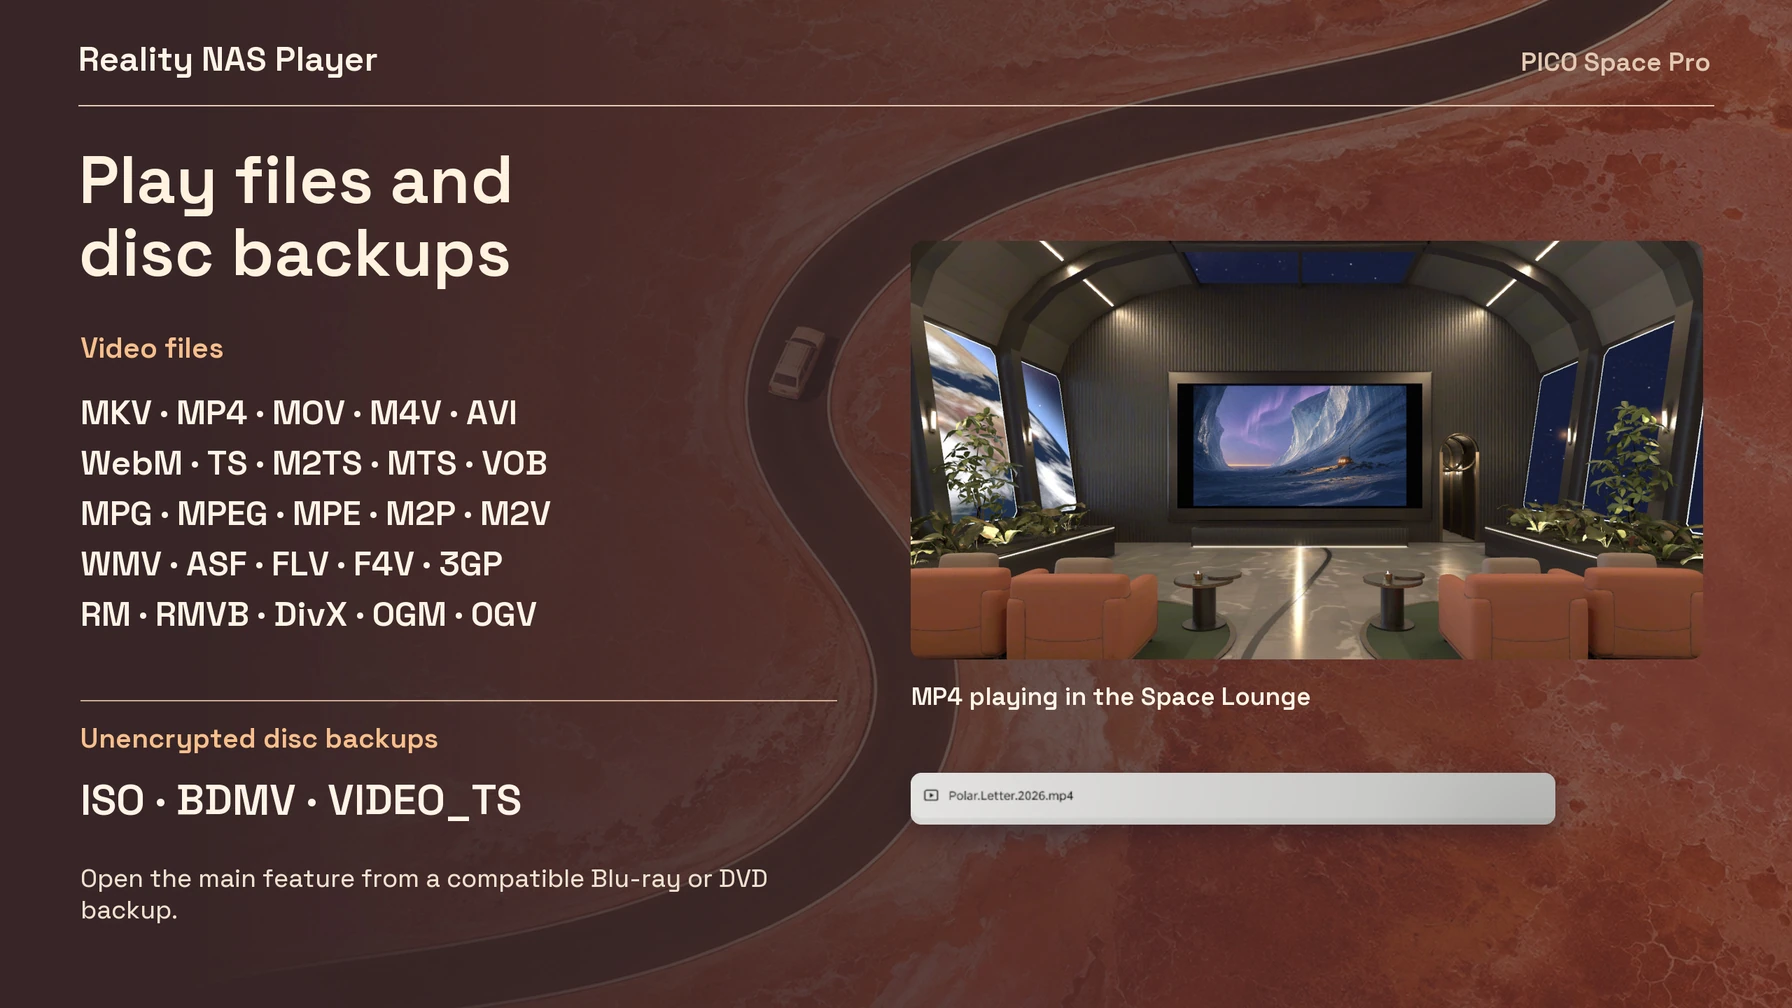 Reality NAS Player
PICO Space Pro
Play files and
disc backups
Video files
MKV · MP4 · MOV · M4V · AVI
WebM · TS · M2TS · MTS · VOB
MPG · MPEG · MPE · M2P · M2V
WMV · ASF · FLV · F4V · 3GP
RM · RMVB · DivX · OGM · OGV
Unencrypted disc backups
ISO · BDMV · VIDEO_TS
Open the main feature from a compatible Blu-ray or DVD
backup.
MP4 playing in the Space Lounge
Polar.Letter.2026.mp4